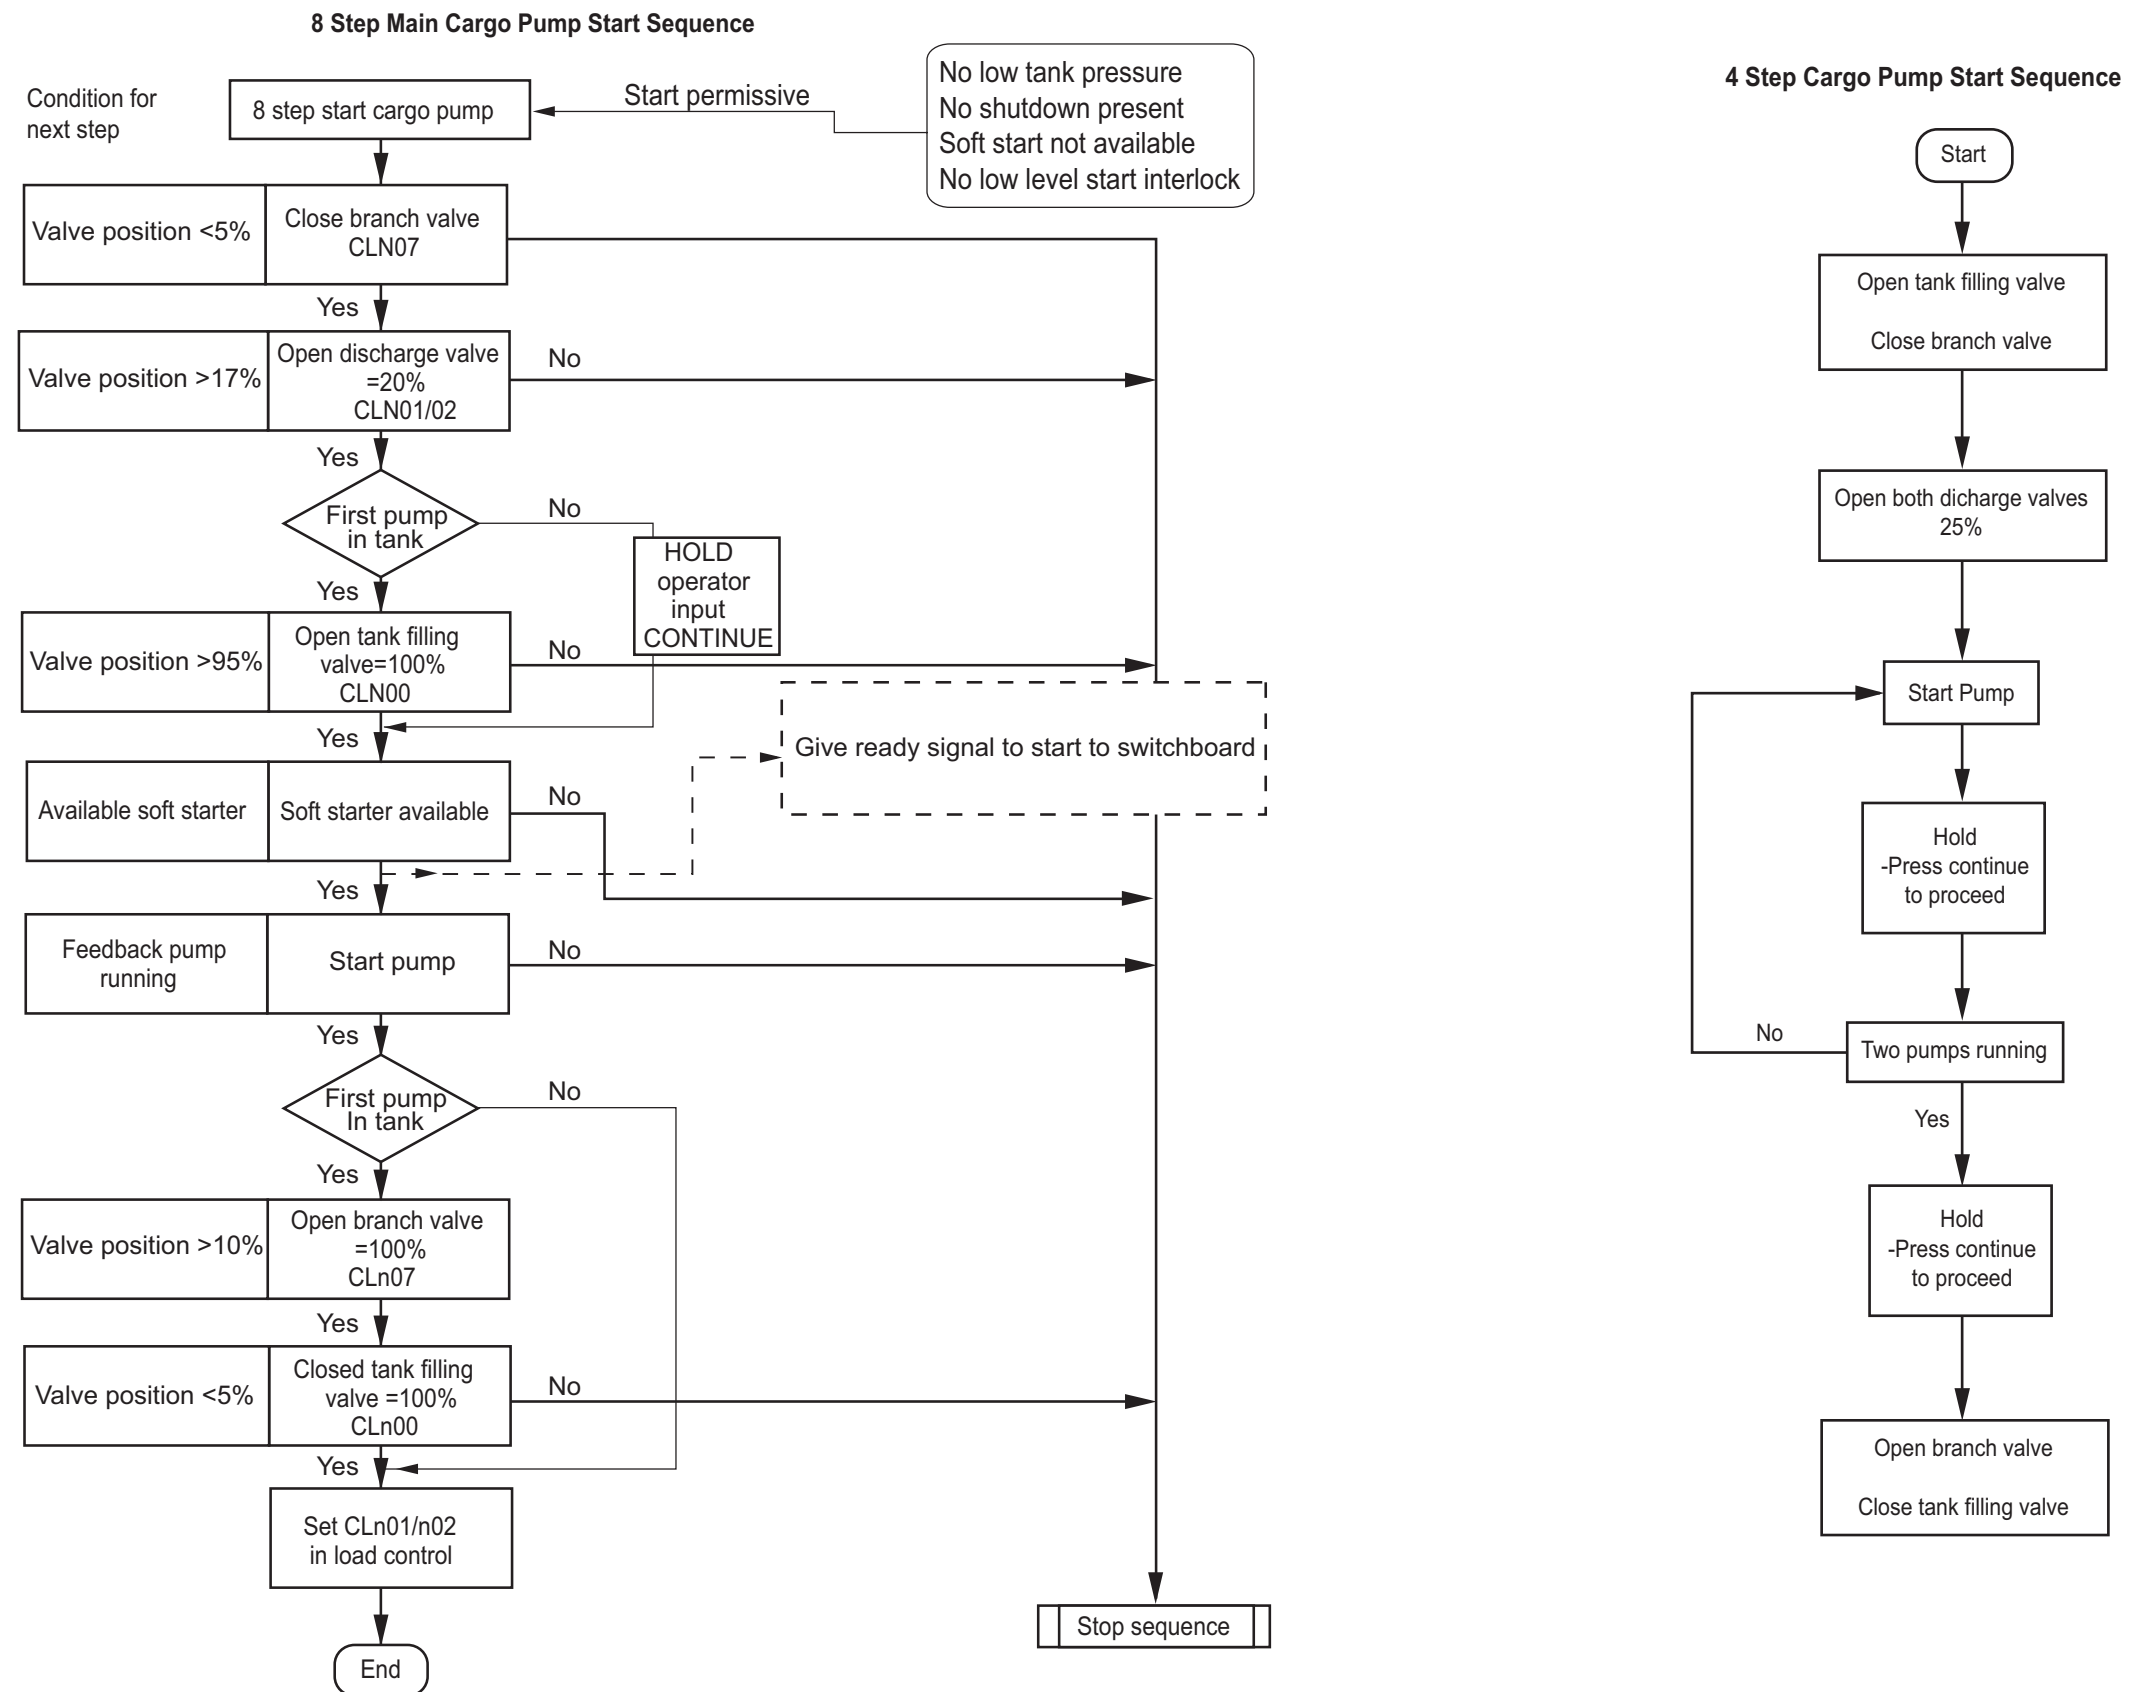 8 Step Main Cargo Pump Start Sequence
Condition for
next step
8 step start cargo pump
Start permissive
No low tank pressure
No shutdown present
Soft start not available
No low level start interlock
Valve position <5%
Close branch valve
CLN07
Yes
Valve position >17%
Open discharge valve
=20%
CLN01/02
No
Yes
First pump
in tank
No
HOLD
operator
input
CONTINUE
Yes
Valve position >95%
Open tank filling
valve=100%
CLN00
No
Yes
Give ready signal to start to switchboard
Available soft starter
Soft starter available
No
Yes
Feedback pump
running
Start pump
No
Yes
First pump
In tank
No
Yes
Valve position >10%
Open branch valve
=100%
CLn07
Yes
Valve position <5%
Closed tank filling
valve =100%
CLn00
No
Yes
Set CLn01/n02
in load control
End
Stop sequence
4 Step Cargo Pump Start Sequence
Start
Open tank filling valve
Close branch valve
Open both dicharge valves
25%
Start Pump
Hold
-Press continue
to proceed
No
Two pumps running
Yes
Hold
-Press continue
to proceed
Open branch valve
Close tank filling valve